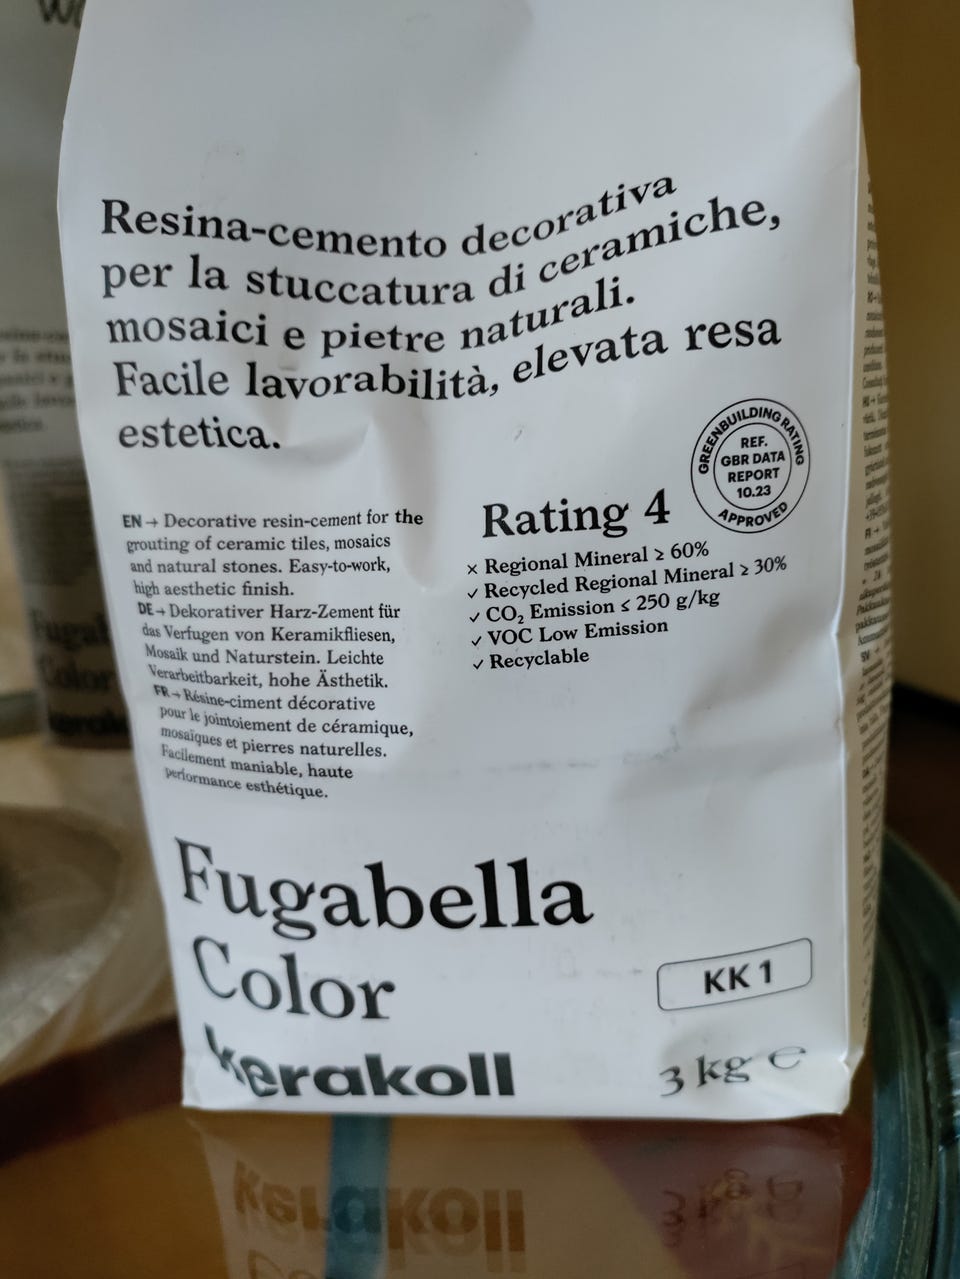 Resina-cemento decorativa
per la stuccatura di ceramiche,
mosaici e pietre naturali.
Facile lavorabilità, elevata resa
estetica.
GREENBUILDING RATING
REF.
GBR DATA
REPORT
10.23
APPROVED
EN → Decorative resin-cement for the
grouting of ceramic tiles, mosaics
and natural stones. Easy-to-work,
high aesthetic finish.
DE → Dekorativer Harz-Zement für
das Verfugen von Keramikfliesen,
Mosaik und Naturstein. Leichte
Verarbeitbarkeit, hohe Ästhetik.
FR → Résine-ciment décorative
pour le jointoiement de céramique,
mosaïques et pierres naturelles.
Facilement maniable, haute
performance esthétique.
Rating 4
× Regional Mineral ≥ 60%
✓ Recycled Regional Mineral ≥ 30%
✓ CO₂ Emission ≤ 250 g/kg
✓ VOC Low Emission
✓ Recyclable
Fugabella
Color
KK 1
kerakoll
3 kg ℮